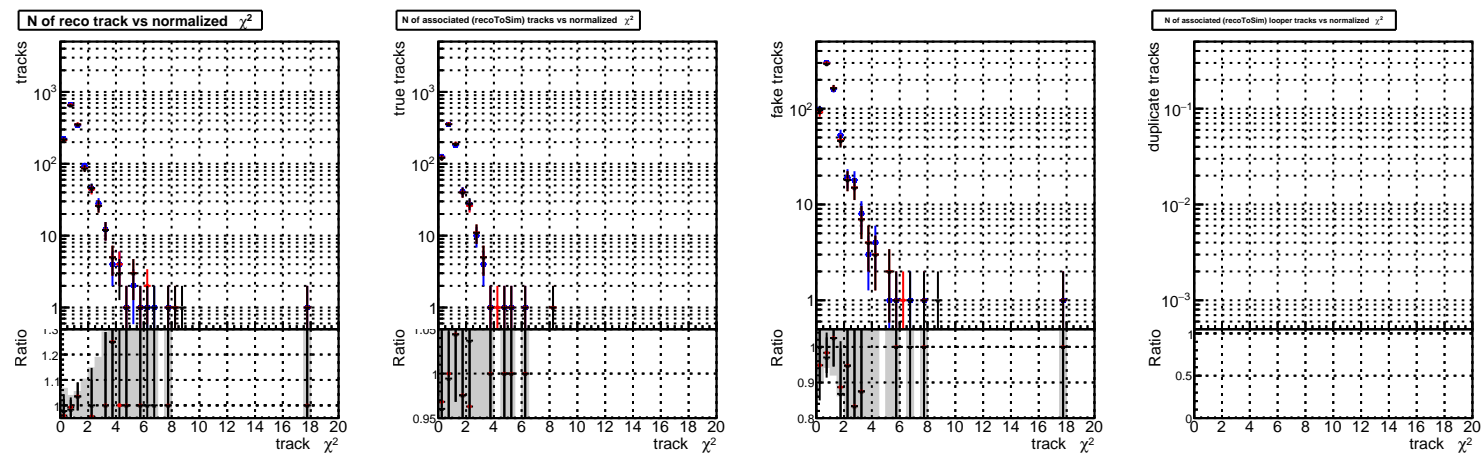 N of reco track vs normalized χ²
tracks
10³
10²
10
1
Ratio
1.3
1.2
1.1
0 2 4 6 8 10 12 14 16 18 20
track χ²
N of associated (recoToSim) tracks vs normalized χ²
true tracks
10³
10²
10
1
Ratio
1.05
1
0.95
0 2 4 6 8 10 12 14 16 18 20
track χ²
fake tracks
10²
10
1
Ratio
1
0.9
0.8
0 2 4 6 8 10 12 14 16 18 20
track χ²
N of associated (recoToSim) looper tracks vs normalized χ²
duplicate tracks
10⁻¹
10⁻²
10⁻³
Ratio
1
0.5
0
0 2 4 6 8 10 12 14 16 18 20
track χ²